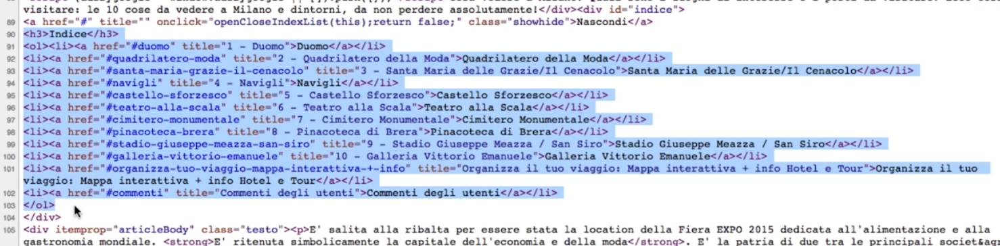 visitare: le 10 cose da vedere a Milano e dintorni, da non perdere assolutamente!</div><div id="indice">
89 <a href="#" title="" onclick="openCloseIndexList(this);return false;" class="showhide">Nascondi</a>
90 <h3>Indice</h3>
91 <ol><li><a href="#duomo" title="1 - Duomo">Duomo</a></li>
92 <li><a href="#quadrilatero-moda" title="2 - Quadrilatero della Moda">Quadrilatero della Moda</a></li>
93 <li><a href="#santa-maria-grazie-il-cenacolo" title="3 - Santa Maria delle Grazie/Il Cenacolo">Santa Maria delle Grazie/Il Cenacolo</a></li>
94 <li><a href="#navigli" title="4 - Navigli">Navigli</a></li>
95 <li><a href="#castello-sforzesco" title="5 - Castello Sforzesco">Castello Sforzesco</a></li>
96 <li><a href="#teatro-alla-scala" title="6 - Teatro alla Scala">Teatro alla Scala</a></li>
97 <li><a href="#cimitero-monumentale" title="7 - Cimitero Monumentale">Cimitero Monumentale</a></li>
98 <li><a href="#pinacoteca-brera" title="8 - Pinacoteca di Brera">Pinacoteca di Brera</a></li>
99 <li><a href="#stadio-giuseppe-meazza-san-siro" title="9 - Stadio Giuseppe Meazza / San Siro">Stadio Giuseppe Meazza / San Siro</a></li>
100 <li><a href="#galleria-vittorio-emanuele" title="10 - Galleria Vittorio Emanuele">Galleria Vittorio Emanuele</a></li>
101 <li><a href="#organizza-tuo-viaggio-mappa-interattiva-+-info" title="Organizza il tuo viaggio: Mappa interattiva + info Hotel e Tour">Organizza il tuo
viaggio: Mappa interattiva + info Hotel e Tour</a></li>
102 <li><a href="#commenti" title="Commenti degli utenti">Commenti degli utenti</a></li>
103 </ol>
104 </div>
105 <div itemprop="articleBody" class="testo"><p>E' salita alla ribalta per essere stata la location della Fiera EXPO 2015 dedicata all'alimentazione e alla
gastronomia mondiale. <strong>E' ritenuta simbolicamente la capitale dell'economia e della moda</strong>. E' la patria di due tra le principali societ&a